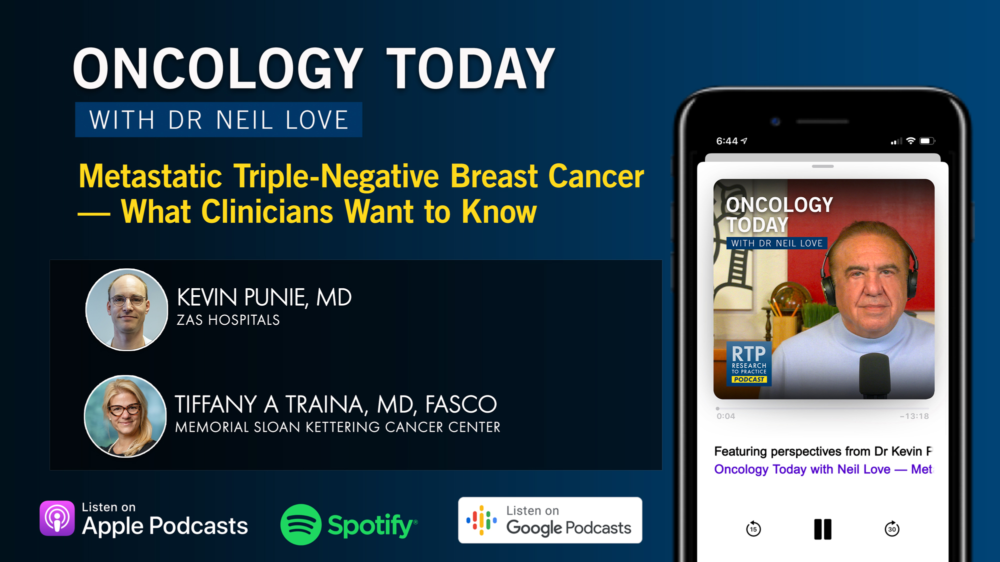 ONCOLOGY TODAY
WITH DR NEIL LOVE
Metastatic Triple-Negative Breast Cancer
— What Clinicians Want to Know
KEVIN PUNIE, MD
ZAS HOSPITALS
TIFFANY A TRAINA, MD, FASCO
MEMORIAL SLOAN KETTERING CANCER CENTER
Listen on
Apple Podcasts
Spotify®
Listen on
Google Podcasts
6:44
ONCOLOGY
TODAY
WITH DR NEIL LOVE
RTP
RESEARCH
TO PRACTICE
PODCAST
0:04
−13:18
Featuring perspectives from Dr Kevin P
Oncology Today with Neil Love — Meta
15
30